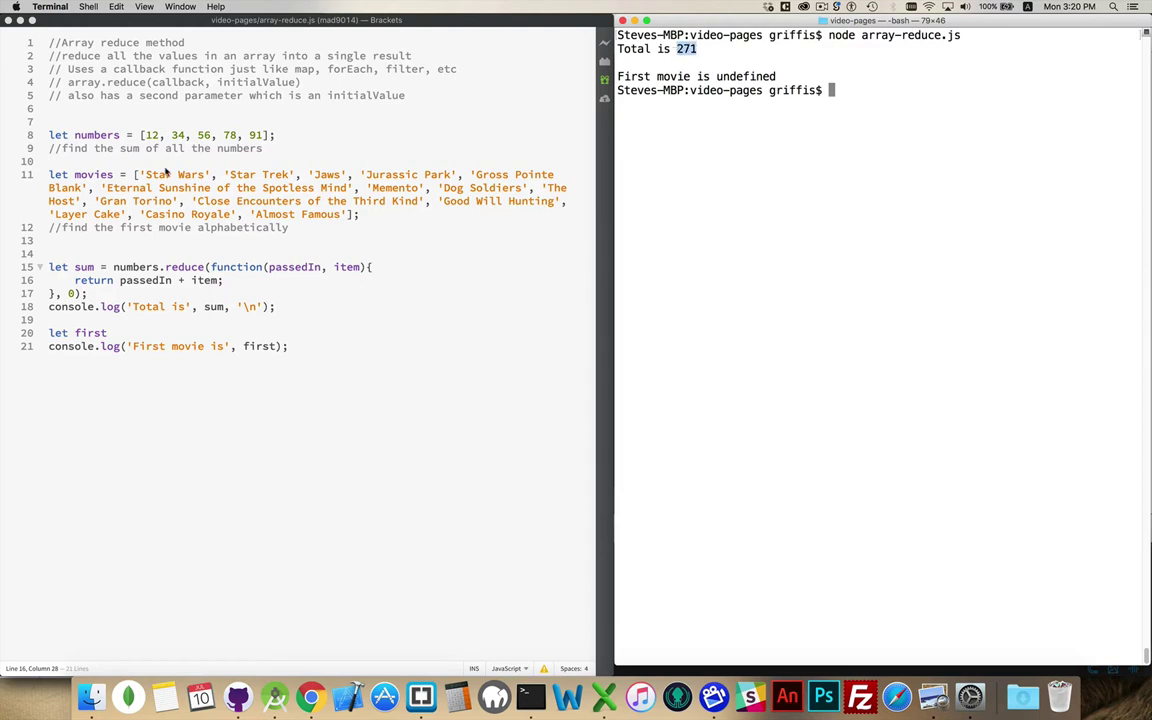 Terminal Shell Edit View Window Help
100% Thu Nov 9 Mad 3:20 PM
video-pages/array-reduce.js (mad9014) — Brackets
1 //Array reduce method
2 //reduce all the values in an array into a single result
3 // Uses a callback function just like map, forEach, filter, etc
4 // array.reduce(callback, initialValue)
5 // also has a second parameter which is an initialValue
6
7
8 let numbers = [12, 34, 56, 78, 91];
9 //find the sum of all the numbers
10
11 let movies = ['Star Wars', 'Star Trek', 'Jaws', 'Jurassic Park', 'Gross Pointe
Blank', 'Eternal Sunshine of the Spotless Mind', 'Memento', 'Dog Soldiers', 'The
Host', 'Gran Torino', 'Close Encounters of the Third Kind', 'Good Will Hunting',
'Layer Cake', 'Casino Royale', 'Almost Famous'];
12 //find the first movie alphabetically
13
14
15 let sum = numbers.reduce(function(passedIn, item){
16 return passedIn + item;
17 }, 0);
18 console.log('Total is', sum, '\n');
19
20 let first
21 console.log('First movie is', first);
Line 16, Column 28 — 21 Lines
INS JavaScript Spaces: 4
video-pages — -bash — 79×46
Steves-MBP:video-pages griffis$ node array-reduce.js
Total is 271
First movie is undefined
Steves-MBP:video-pages griffis$
JUL
10
An
Ps